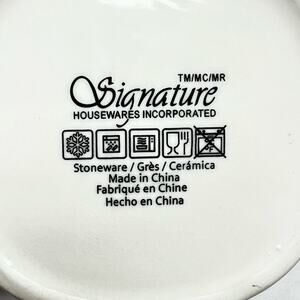 TM/MC/MR
Signature
HOUSEWARES INCORPORATED
Stoneware / Grès / Cerámica
Made in China
Fabriqué en Chine
Hecho en China